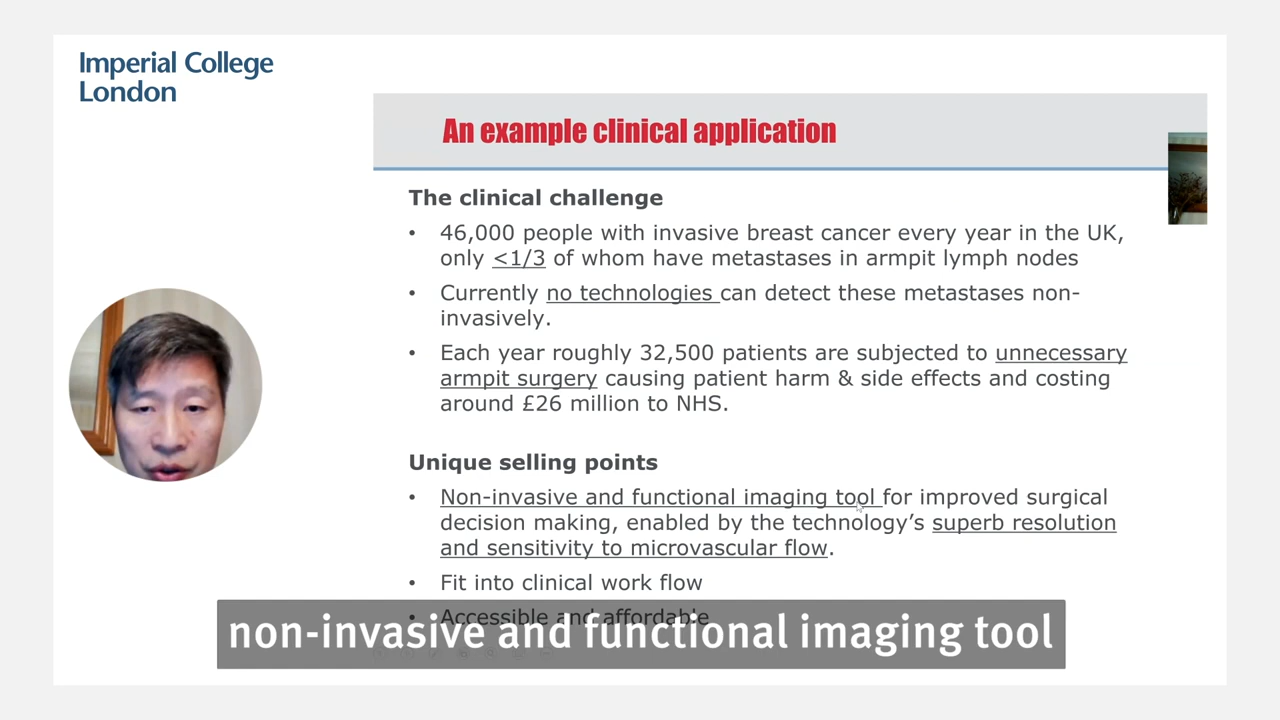 Imperial College
London
An example clinical application
The clinical challenge
• 46,000 people with invasive breast cancer every year in the UK,
only <1/3 of whom have metastases in armpit lymph nodes
• Currently no technologies can detect these metastases non-
invasively.
• Each year roughly 32,500 patients are subjected to unnecessary
armpit surgery causing patient harm & side effects and costing
around £26 million to NHS.
Unique selling points
• Non-invasive and functional imaging tool for improved surgical
decision making, enabled by the technology’s superb resolution
and sensitivity to microvascular flow.
• Fit into clinical work flow
• Accessible and affordable
non-invasive and functional imaging tool